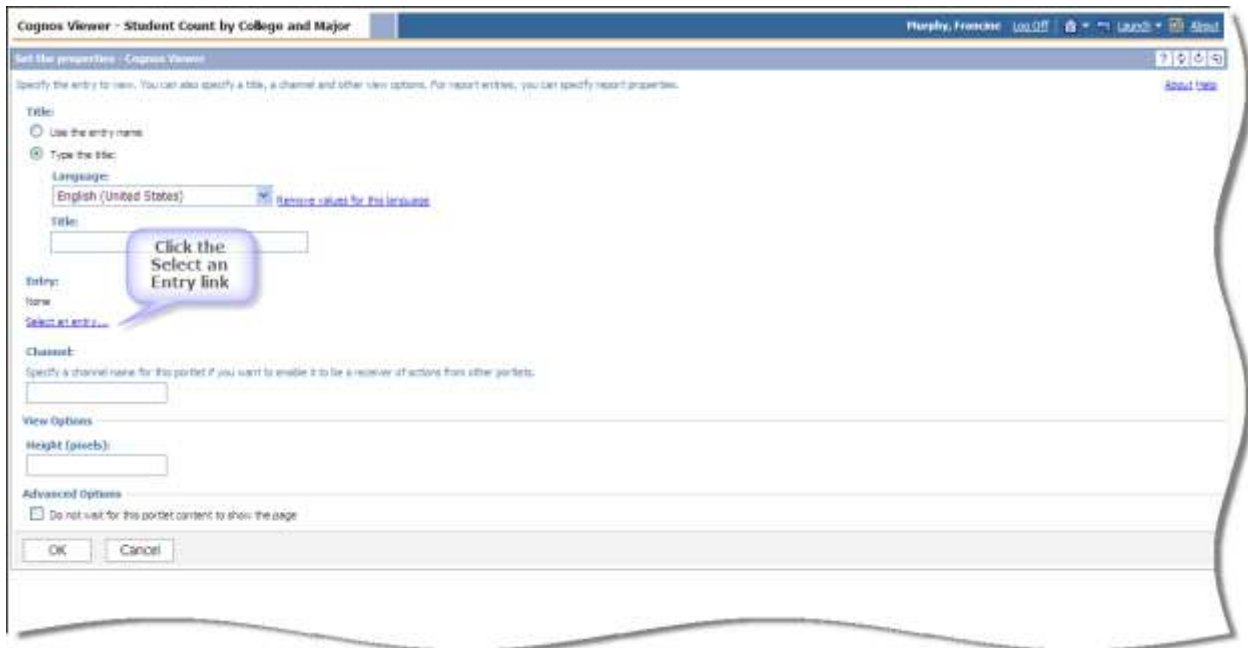 Cognos Viewer - Student Count by College and Major
Murphy, Francine Log Off Launch About
Set the properties - Cognos Viewer
Specify the entry to view. You can also specify a title, a channel and other view options. For report entries, you can specify report properties.
About Help
Title:
Use the entry name
Type the title:
Language:
English (United States)
Remove values for this language
Title:
Click the
Select an
Entry link
Entry:
None
Select an entry...
Channel:
Specify a channel name for this portlet if you want to enable it to be a receiver of actions from other portlets.
View Options
Height (pixels):
Advanced Options
Do not wait for this portlet content to show the page
OK Cancel